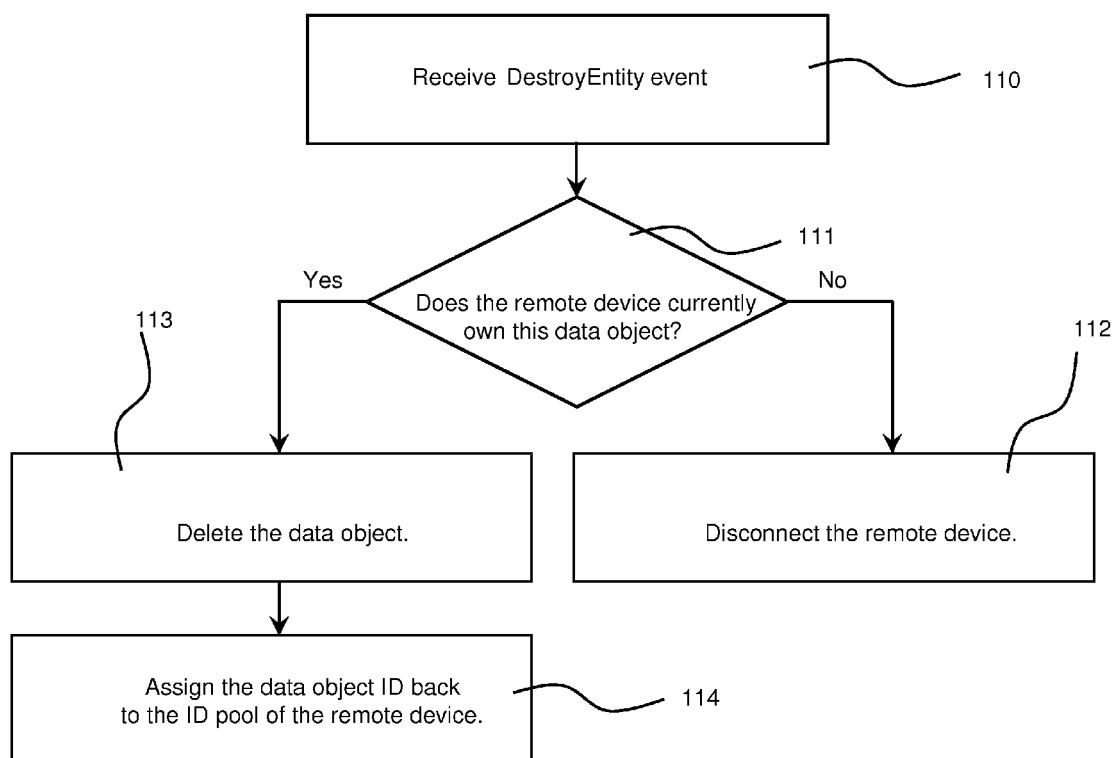 Receive DestroyEntity event
110
111
Yes
No
Does the remote device currently
own this data object?
113
112
Delete the data object.
Disconnect the remote device.
Assign the data object ID back
to the ID pool of the remote device.
114